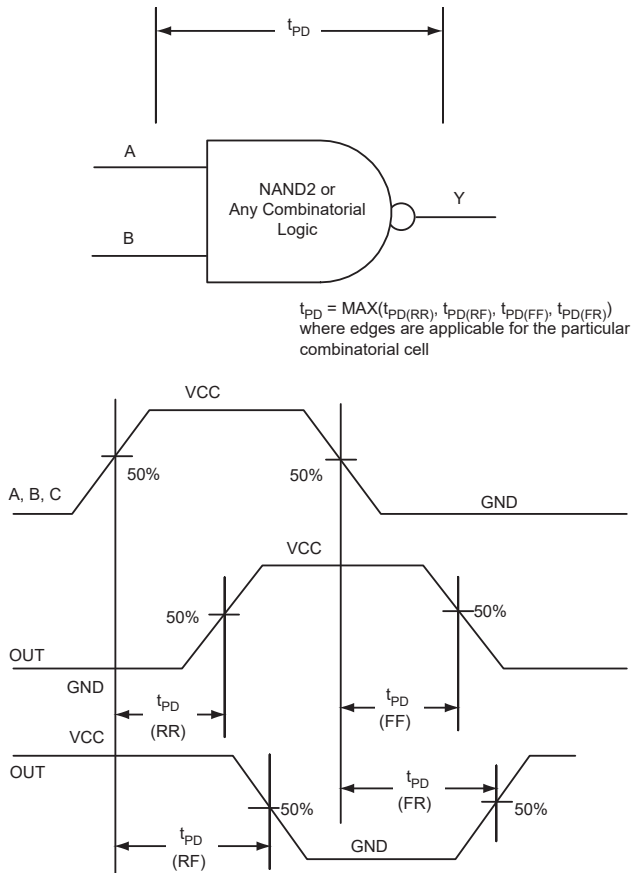 tPD
A
NAND2 or
Any Combinatorial
Logic
Y
B
tPD = MAX(tPD(RR), tPD(RF), tPD(FF), tPD(FR))
where edges are applicable for the particular
combinatorial cell
VCC
50%
50%
A, B, C
GND
VCC
50%
50%
OUT
GND
tPD
(RR)
tPD
(FF)
VCC
OUT
tPD
(FR)
50%
50%
tPD
(RF)
GND